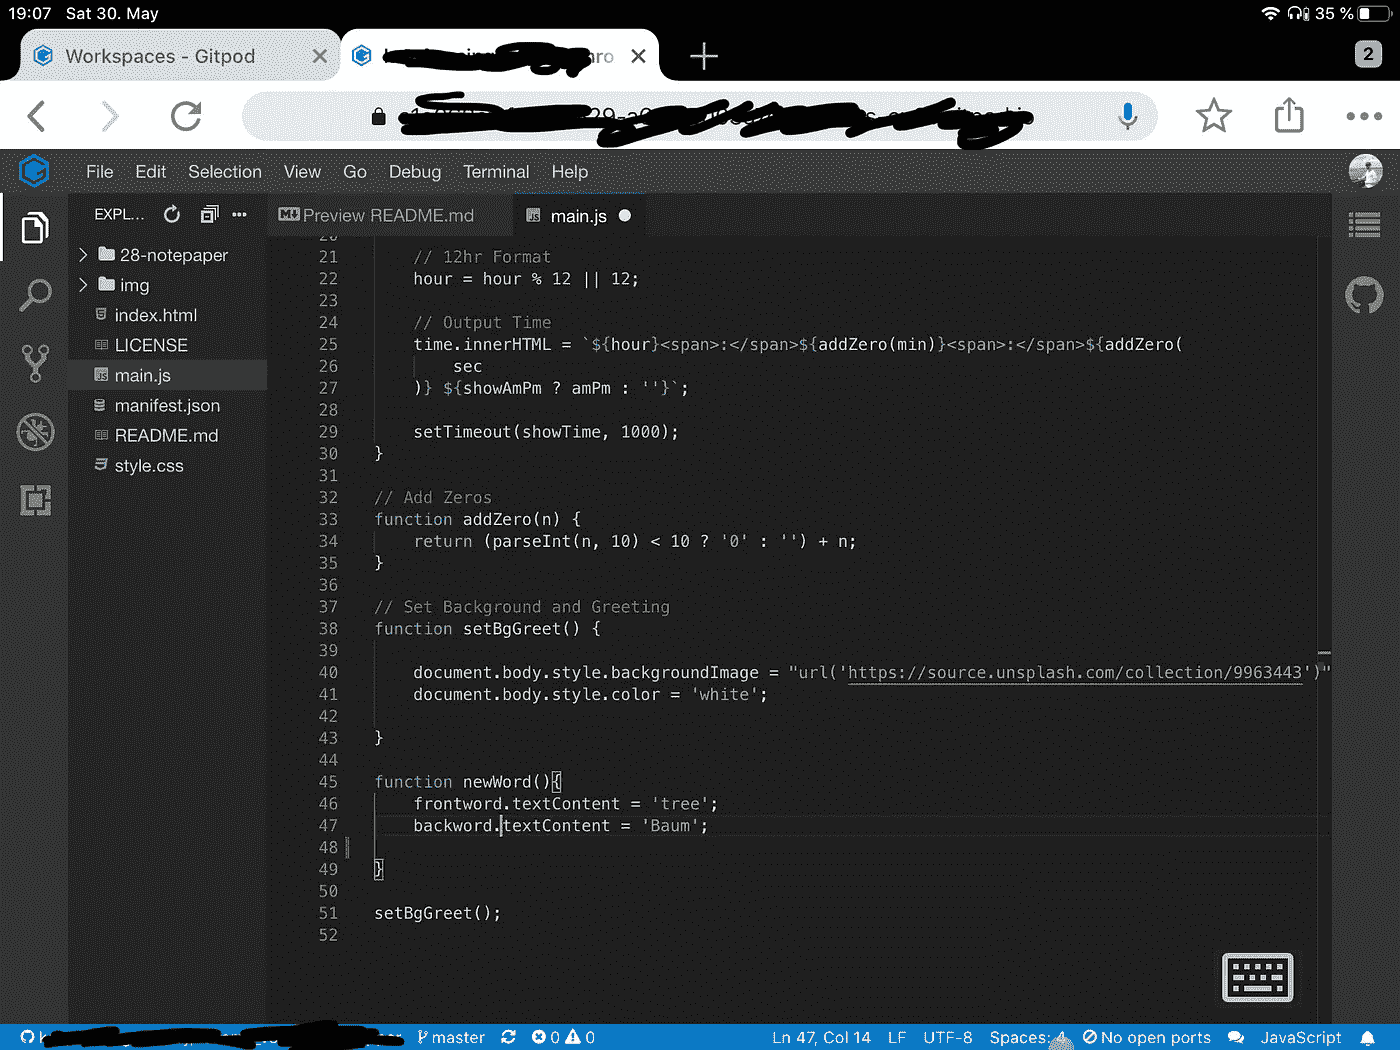 19:07 Sat 30. May
35 %
Workspaces - Gitpod
2
File Edit Selection View Go Debug Terminal Help
EXPL...
Preview README.md
main.js
28-notepaper
img
index.html
LICENSE
main.js
manifest.json
README.md
style.css
20
21 // 12hr Format
22 hour = hour % 12 || 12;
23
24 // Output Time
25 time.innerHTML = `${hour}<span>:</span>${addZero(min)}<span>:</span>${addZero(
26 sec
27 )} ${showAmPm ? amPm : ''}`;
28
29 setTimeout(showTime, 1000);
30 }
31
32 // Add Zeros
33 function addZero(n) {
34 return (parseInt(n, 10) < 10 ? '0' : '') + n;
35 }
36
37 // Set Background and Greeting
38 function setBgGreet() {
39
40 document.body.style.backgroundImage = "url('https://source.unsplash.com/collection/9963443')"
41 document.body.style.color = 'white';
42
43 }
44
45 function newWord(){
46 frontword.textContent = 'tree';
47 backword.textContent = 'Baum';
48
49 }
50
51 setBgGreet();
52
master 0 0 Ln 47, Col 14 LF UTF-8 Spaces: 4 No open ports JavaScript